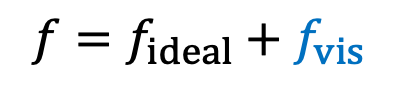 f = f_ideal + f_vis